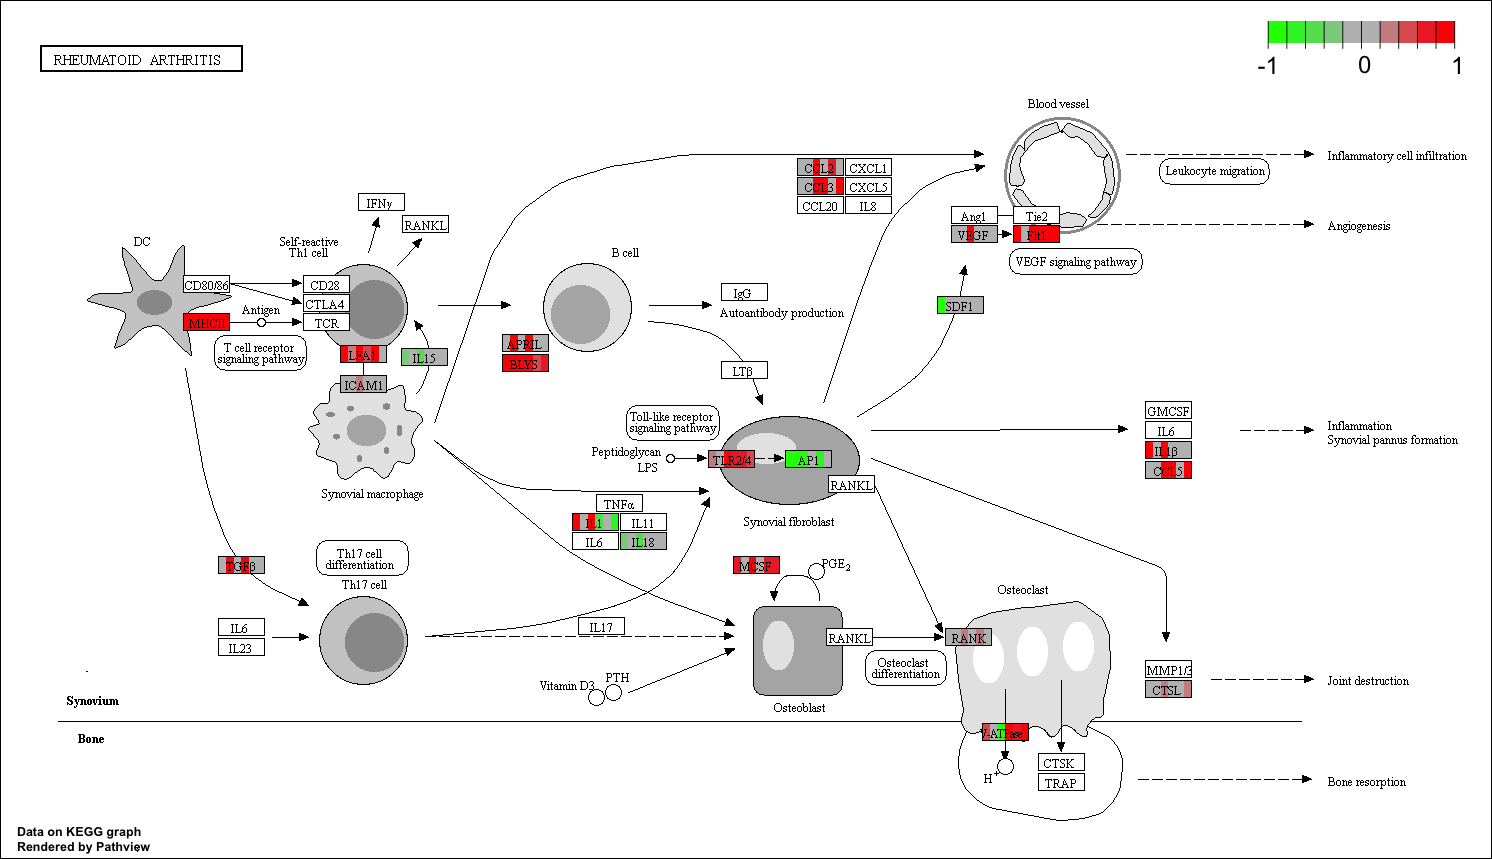 RHEUMATOID ARTHRITIS
-1
0
1
Blood vessel
Inflammatory cell infiltration
Leukocyte migration
CCL2
CXCL1
CCL3
CXCL5
CCL20
IL8
IFNγ
RANKL
Ang1
Tie2
VEGF
Flt1
Angiogenesis
VEGF signaling pathway
DC
Self-reactive
Th1 cell
B cell
CD80/86
CD28
CTLA4
Antigen
MHCII
TCR
T cell receptor
signaling pathway
LFA1
IL15
ICAM1
IgG
Autoantibody production
SDF1
APRIL
BLYS
LTβ
Toll-like receptor
signaling pathway
Peptidoglycan
LPS
TLR2/4
AP1
RANKL
GMCSF
IL6
IL1β
CCL5
Inflammation
Synovial pannus formation
Synovial macrophage
Synovial fibroblast
TNFα
IL1
IL11
IL6
IL18
TGFβ
Th17 cell
differentiation
Th17 cell
MCSF
PGE2
Osteoclast
IL6
IL23
IL17
RANKL
RANK
Osteoclast
differentiation
Vitamin D3
PTH
Osteoblast
MMP1/3
CTSL
Joint destruction
Synovium
Bone
V-ATPase
H+
CTSK
TRAP
Bone resorption
Data on KEGG graph
Rendered by Pathview